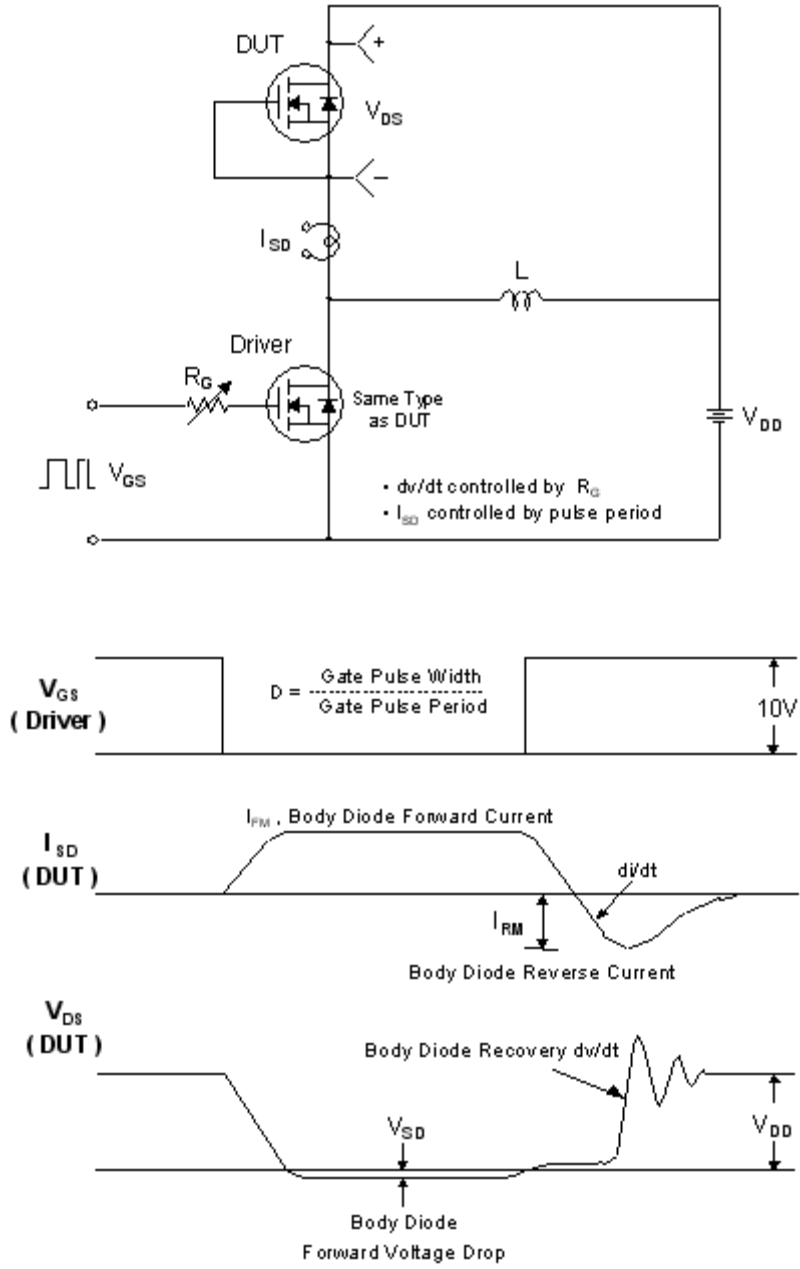 DUT
+
V_DS
−
I_SD
L
Driver
R_G
Same Type
as DUT
V_DD
V_GS
• dv/dt controlled by R_G
• I_SD controlled by pulse period
V_GS
( Driver )
D = Gate Pulse Width
Gate Pulse Period
10V
I_FM , Body Diode Forward Current
I_SD
( DUT )
di/dt
I_RM
Body Diode Reverse Current
V_DS
( DUT )
Body Diode Recovery dv/dt
V_SD
V_DD
Body Diode
Forward Voltage Drop